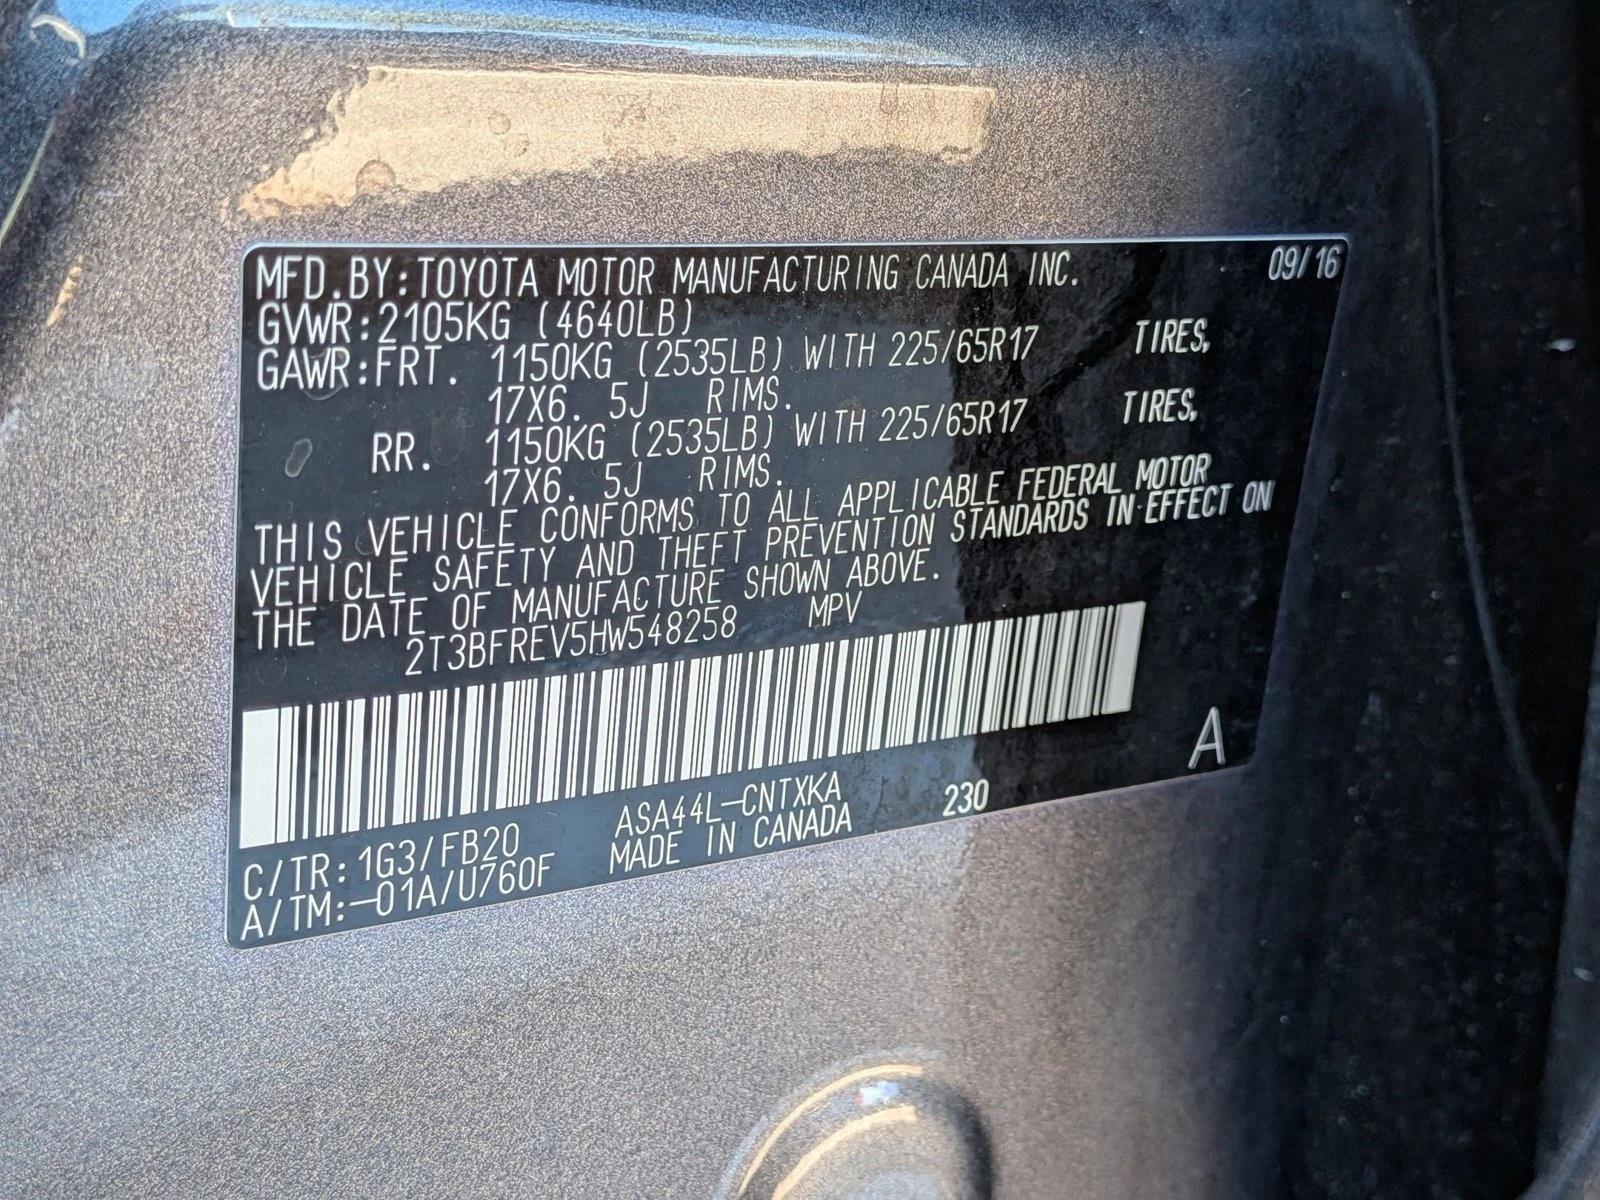 MFD.BY:TOYOTA MOTOR MANUFACTURING CANADA INC. 09/16
GVWR:2105KG (4640LB)
GAWR:FRT. 1150KG (2535LB) WITH 225/65R17 TIRES,
17X6.5J RIMS.
RR. 1150KG (2535LB) WITH 225/65R17 TIRES,
17X6.5J RIMS.
THIS VEHICLE CONFORMS TO ALL APPLICABLE FEDERAL MOTOR
VEHICLE SAFETY AND THEFT PREVENTION STANDARDS IN EFFECT ON
THE DATE OF MANUFACTURE SHOWN ABOVE.
2T3BFREV5HW548258 MPV
A
C/TR:1G3/FB20 ASA44L-CNTXKA 230
A/TM:-01A/U760F MADE IN CANADA